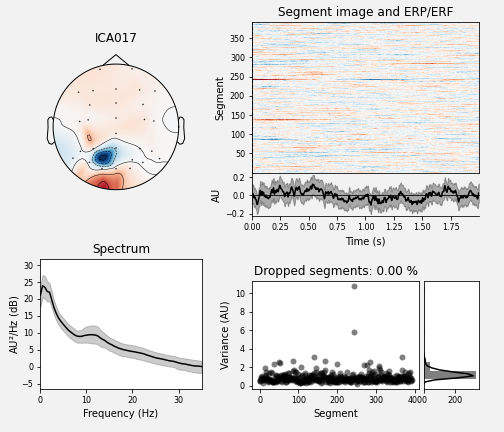 ICA017
Segment image and ERP/ERF
Segment
350
300
250
200
150
100
50
AU
0.2
0.0
−0.2
0.00 0.25 0.50 0.75 1.00 1.25 1.50 1.75
Time (s)
Spectrum
AU²/Hz (dB)
30
25
20
15
10
5
0
−5
0 10 20 30
Frequency (Hz)
Dropped segments: 0.00 %
Variance (AU)
10
8
6
4
2
0
0 100 200 300 400
Segment
0 200